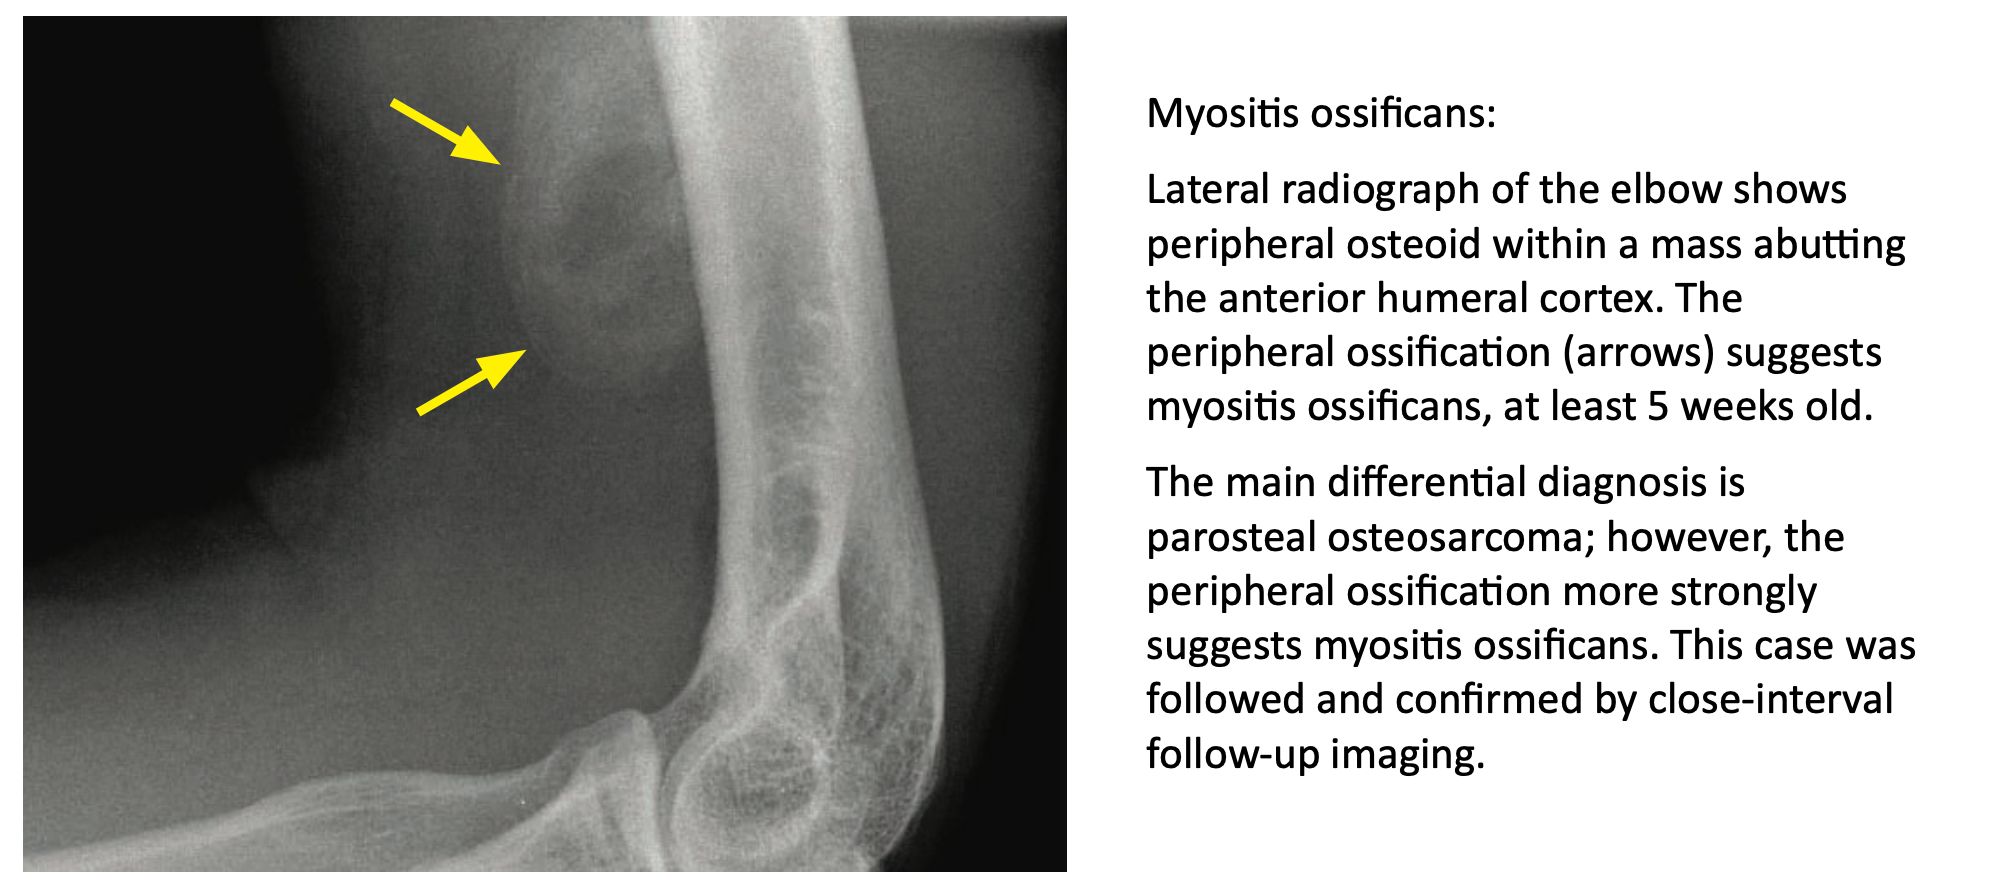 Myositis ossificans:
Lateral radiograph of the elbow shows
peripheral osteoid within a mass abutting
the anterior humeral cortex. The
peripheral ossification (arrows) suggests
myositis ossificans, at least 5 weeks old.
The main differential diagnosis is
parosteal osteosarcoma; however, the
peripheral ossification more strongly
suggests myositis ossificans. This case was
followed and confirmed by close-interval
follow-up imaging.